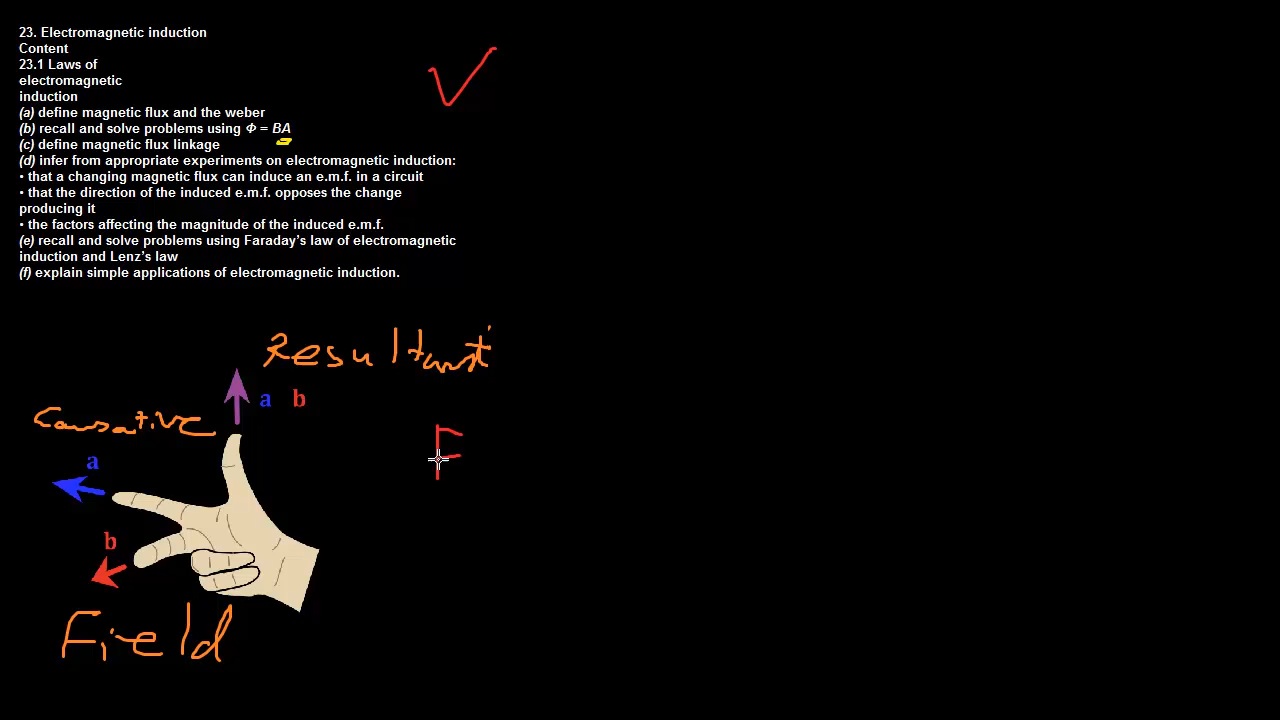 23. Electromagnetic induction
Content
23.1 Laws of
electromagnetic
induction
(a) define magnetic flux and the weber
(b) recall and solve problems using Φ = BA
(c) define magnetic flux linkage
(d) infer from appropriate experiments on electromagnetic induction:
• that a changing magnetic flux can induce an e.m.f. in a circuit
• that the direction of the induced e.m.f. opposes the change
producing it
• the factors affecting the magnitude of the induced e.m.f.
(e) recall and solve problems using Faraday's law of electromagnetic
induction and Lenz's law
(f) explain simple applications of electromagnetic induction.
Resultant
a b
Causative
F
a
b
Field